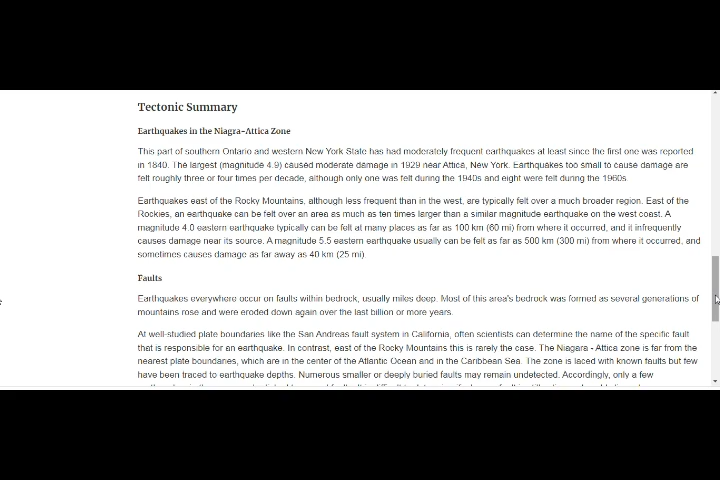 Tectonic Summary
Earthquakes in the Niagra-Attica Zone
This part of southern Ontario and western New York State has had moderately frequent earthquakes at least since the first one was reported
in 1840. The largest (magnitude 4.9) caused moderate damage in 1929 near Attica, New York. Earthquakes too small to cause damage are
felt roughly three or four times per decade, although only one was felt during the 1940s and eight were felt during the 1960s.
Earthquakes east of the Rocky Mountains, although less frequent than in the west, are typically felt over a much broader region. East of the
Rockies, an earthquake can be felt over an area as much as ten times larger than a similar magnitude earthquake on the west coast. A
magnitude 4.0 eastern earthquake typically can be felt at many places as far as 100 km (60 mi) from where it occurred, and it infrequently
causes damage near its source. A magnitude 5.5 eastern earthquake usually can be felt as far as 500 km (300 mi) from where it occurred, and
sometimes causes damage as far away as 40 km (25 mi).
Faults
Earthquakes everywhere occur on faults within bedrock, usually miles deep. Most of this area's bedrock was formed as several generations of
mountains rose and were eroded down again over the last billion or more years.
At well-studied plate boundaries like the San Andreas fault system in California, often scientists can determine the name of the specific fault
that is responsible for an earthquake. In contrast, east of the Rocky Mountains this is rarely the case. The Niagara - Attica zone is far from the
nearest plate boundaries, which are in the center of the Atlantic Ocean and in the Caribbean Sea. The zone is laced with known faults but few
have been traced to earthquake depths. Numerous smaller or deeply buried faults may remain undetected. Accordingly, only a few